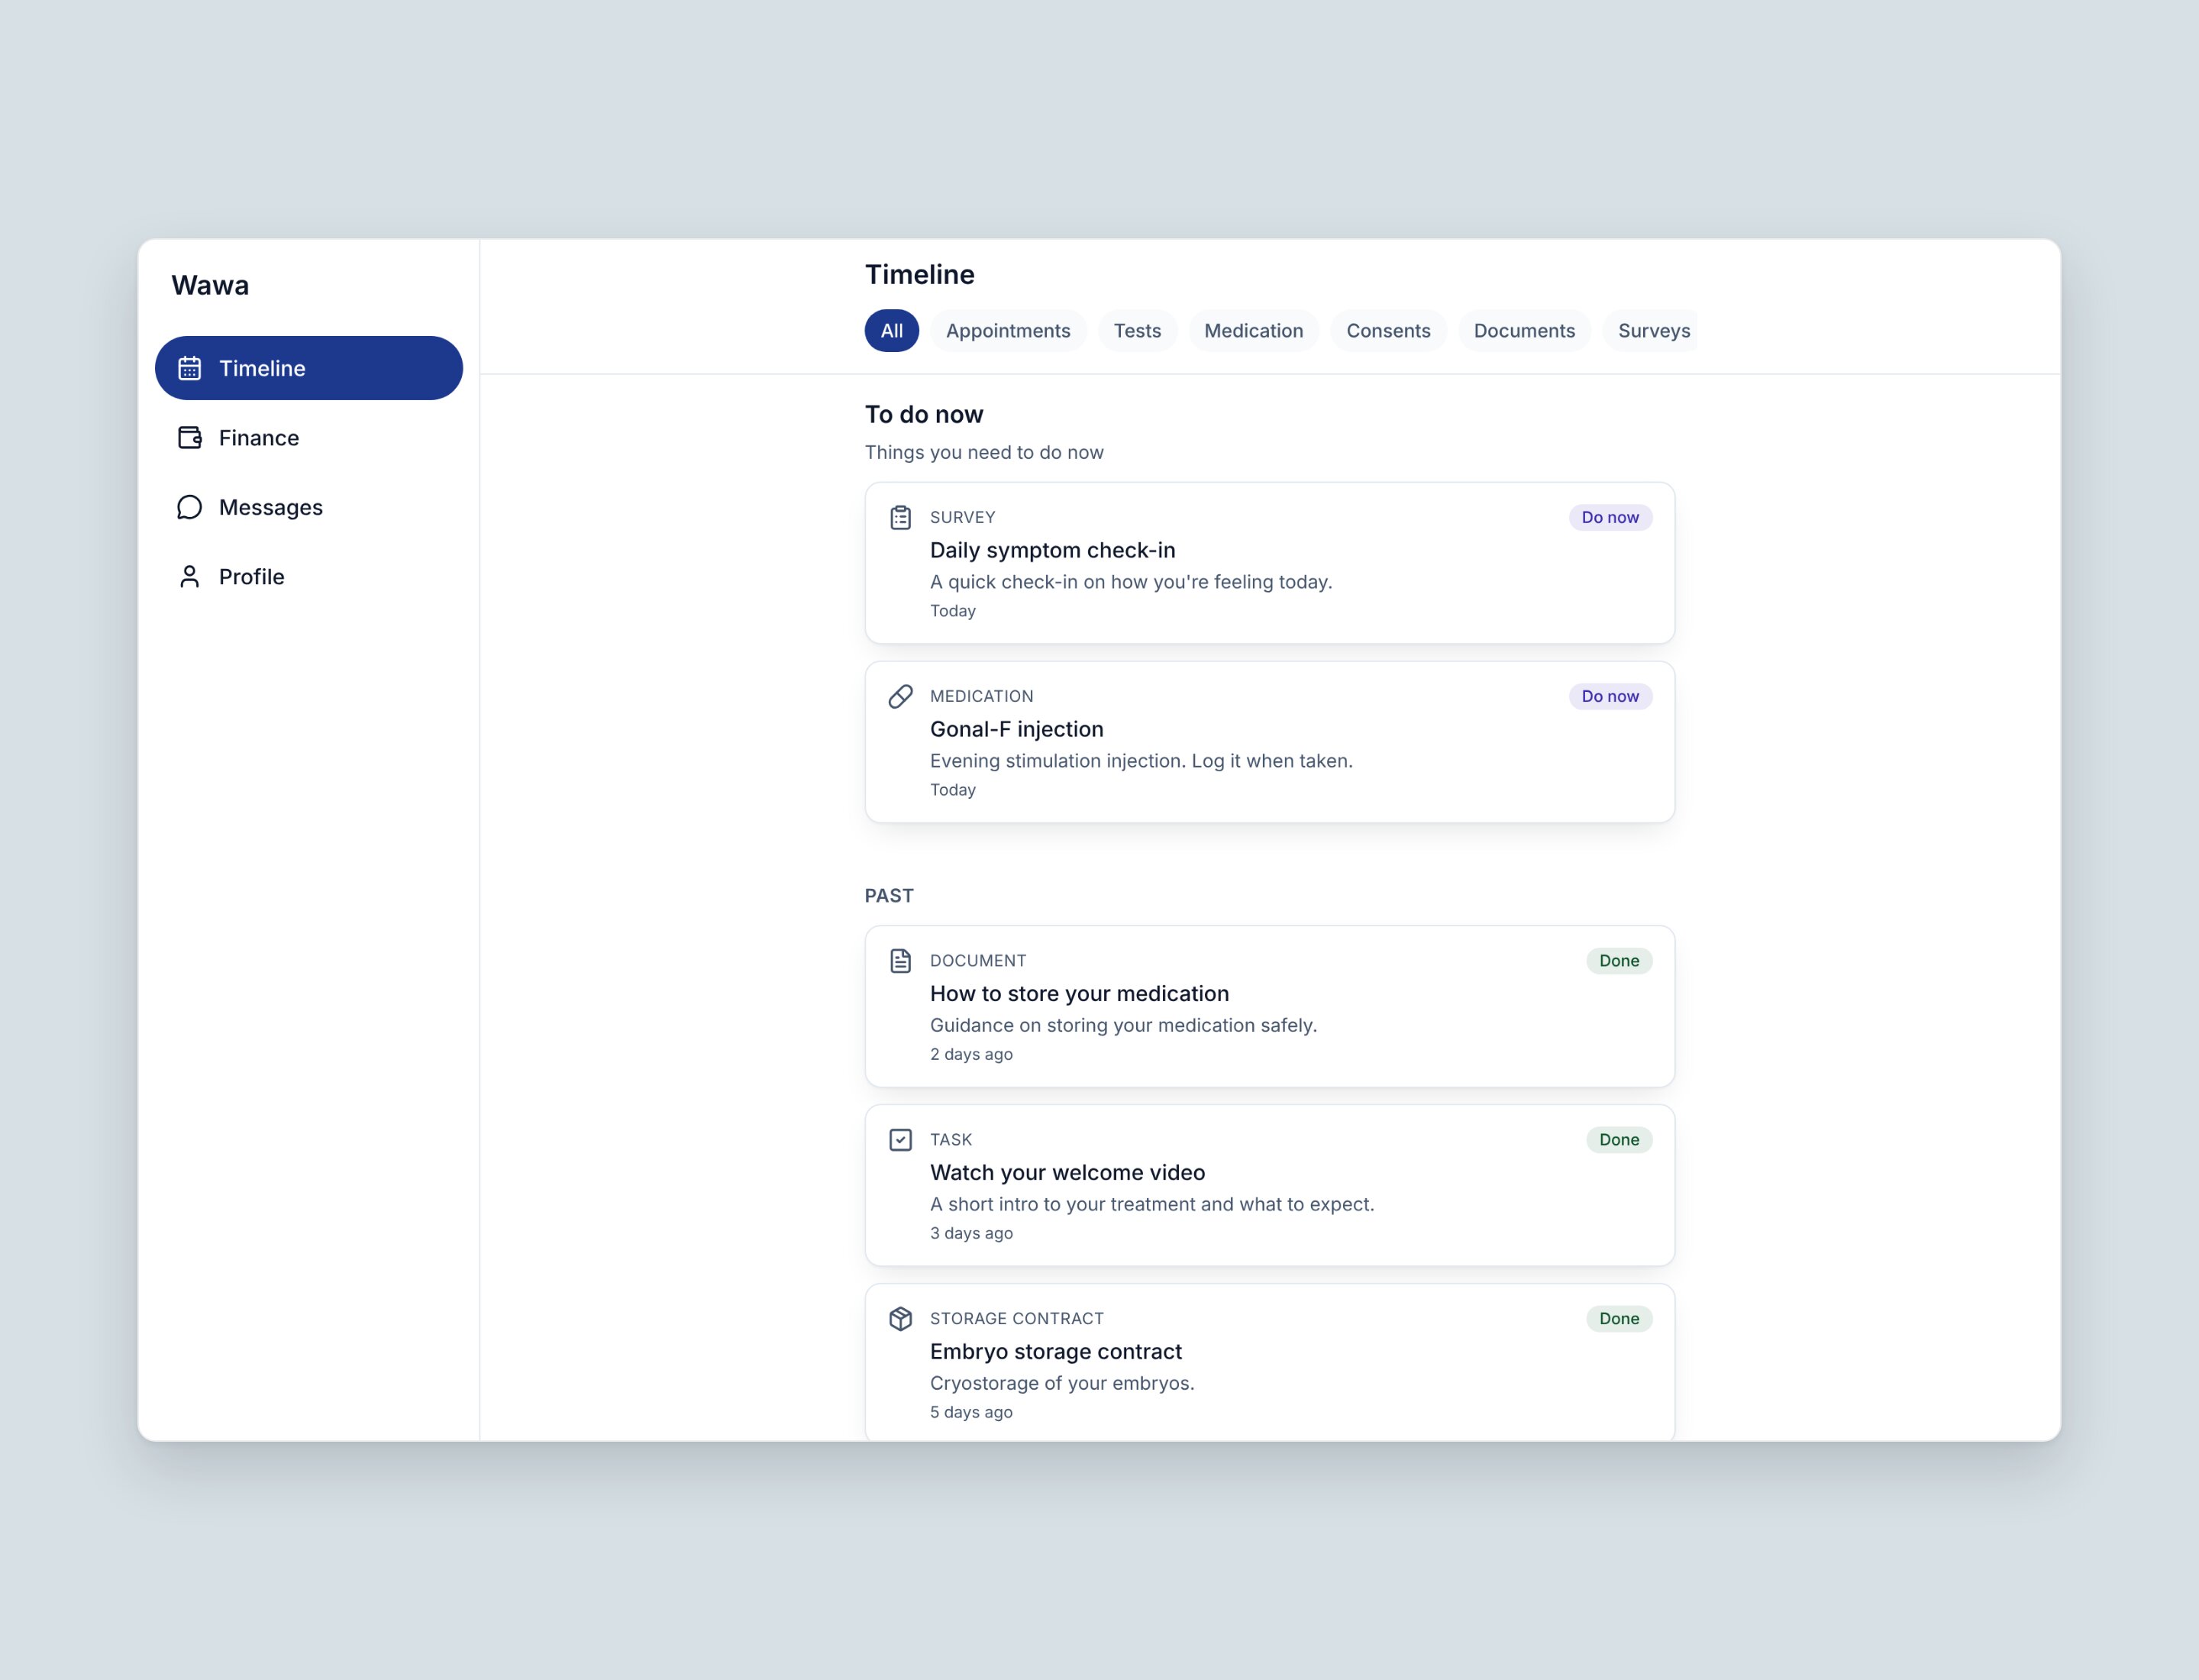 Wawa
Timeline
Finance
Messages
Profile
Timeline
All
Appointments
Tests
Medication
Consents
Documents
Surveys
To do now
Things you need to do now
SURVEY
Do now
Daily symptom check-in
A quick check-in on how you're feeling today.
Today
MEDICATION
Do now
Gonal-F injection
Evening stimulation injection. Log it when taken.
Today
PAST
DOCUMENT
Done
How to store your medication
Guidance on storing your medication safely.
2 days ago
TASK
Done
Watch your welcome video
A short intro to your treatment and what to expect.
3 days ago
STORAGE CONTRACT
Done
Embryo storage contract
Cryostorage of your embryos.
5 days ago